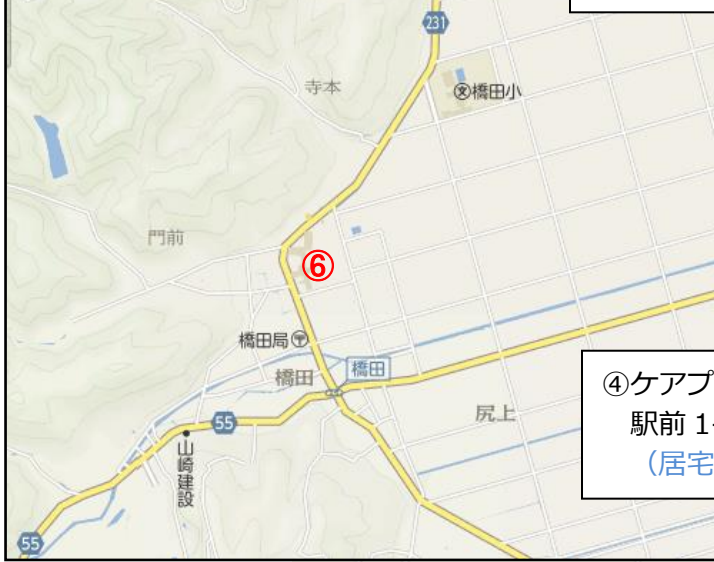 231
寺本
橋田小
門前
⑥
橋田局
橋田
橋田
尻上
55
山崎建設
55
④ケアプ
駅前 1-
（居宅